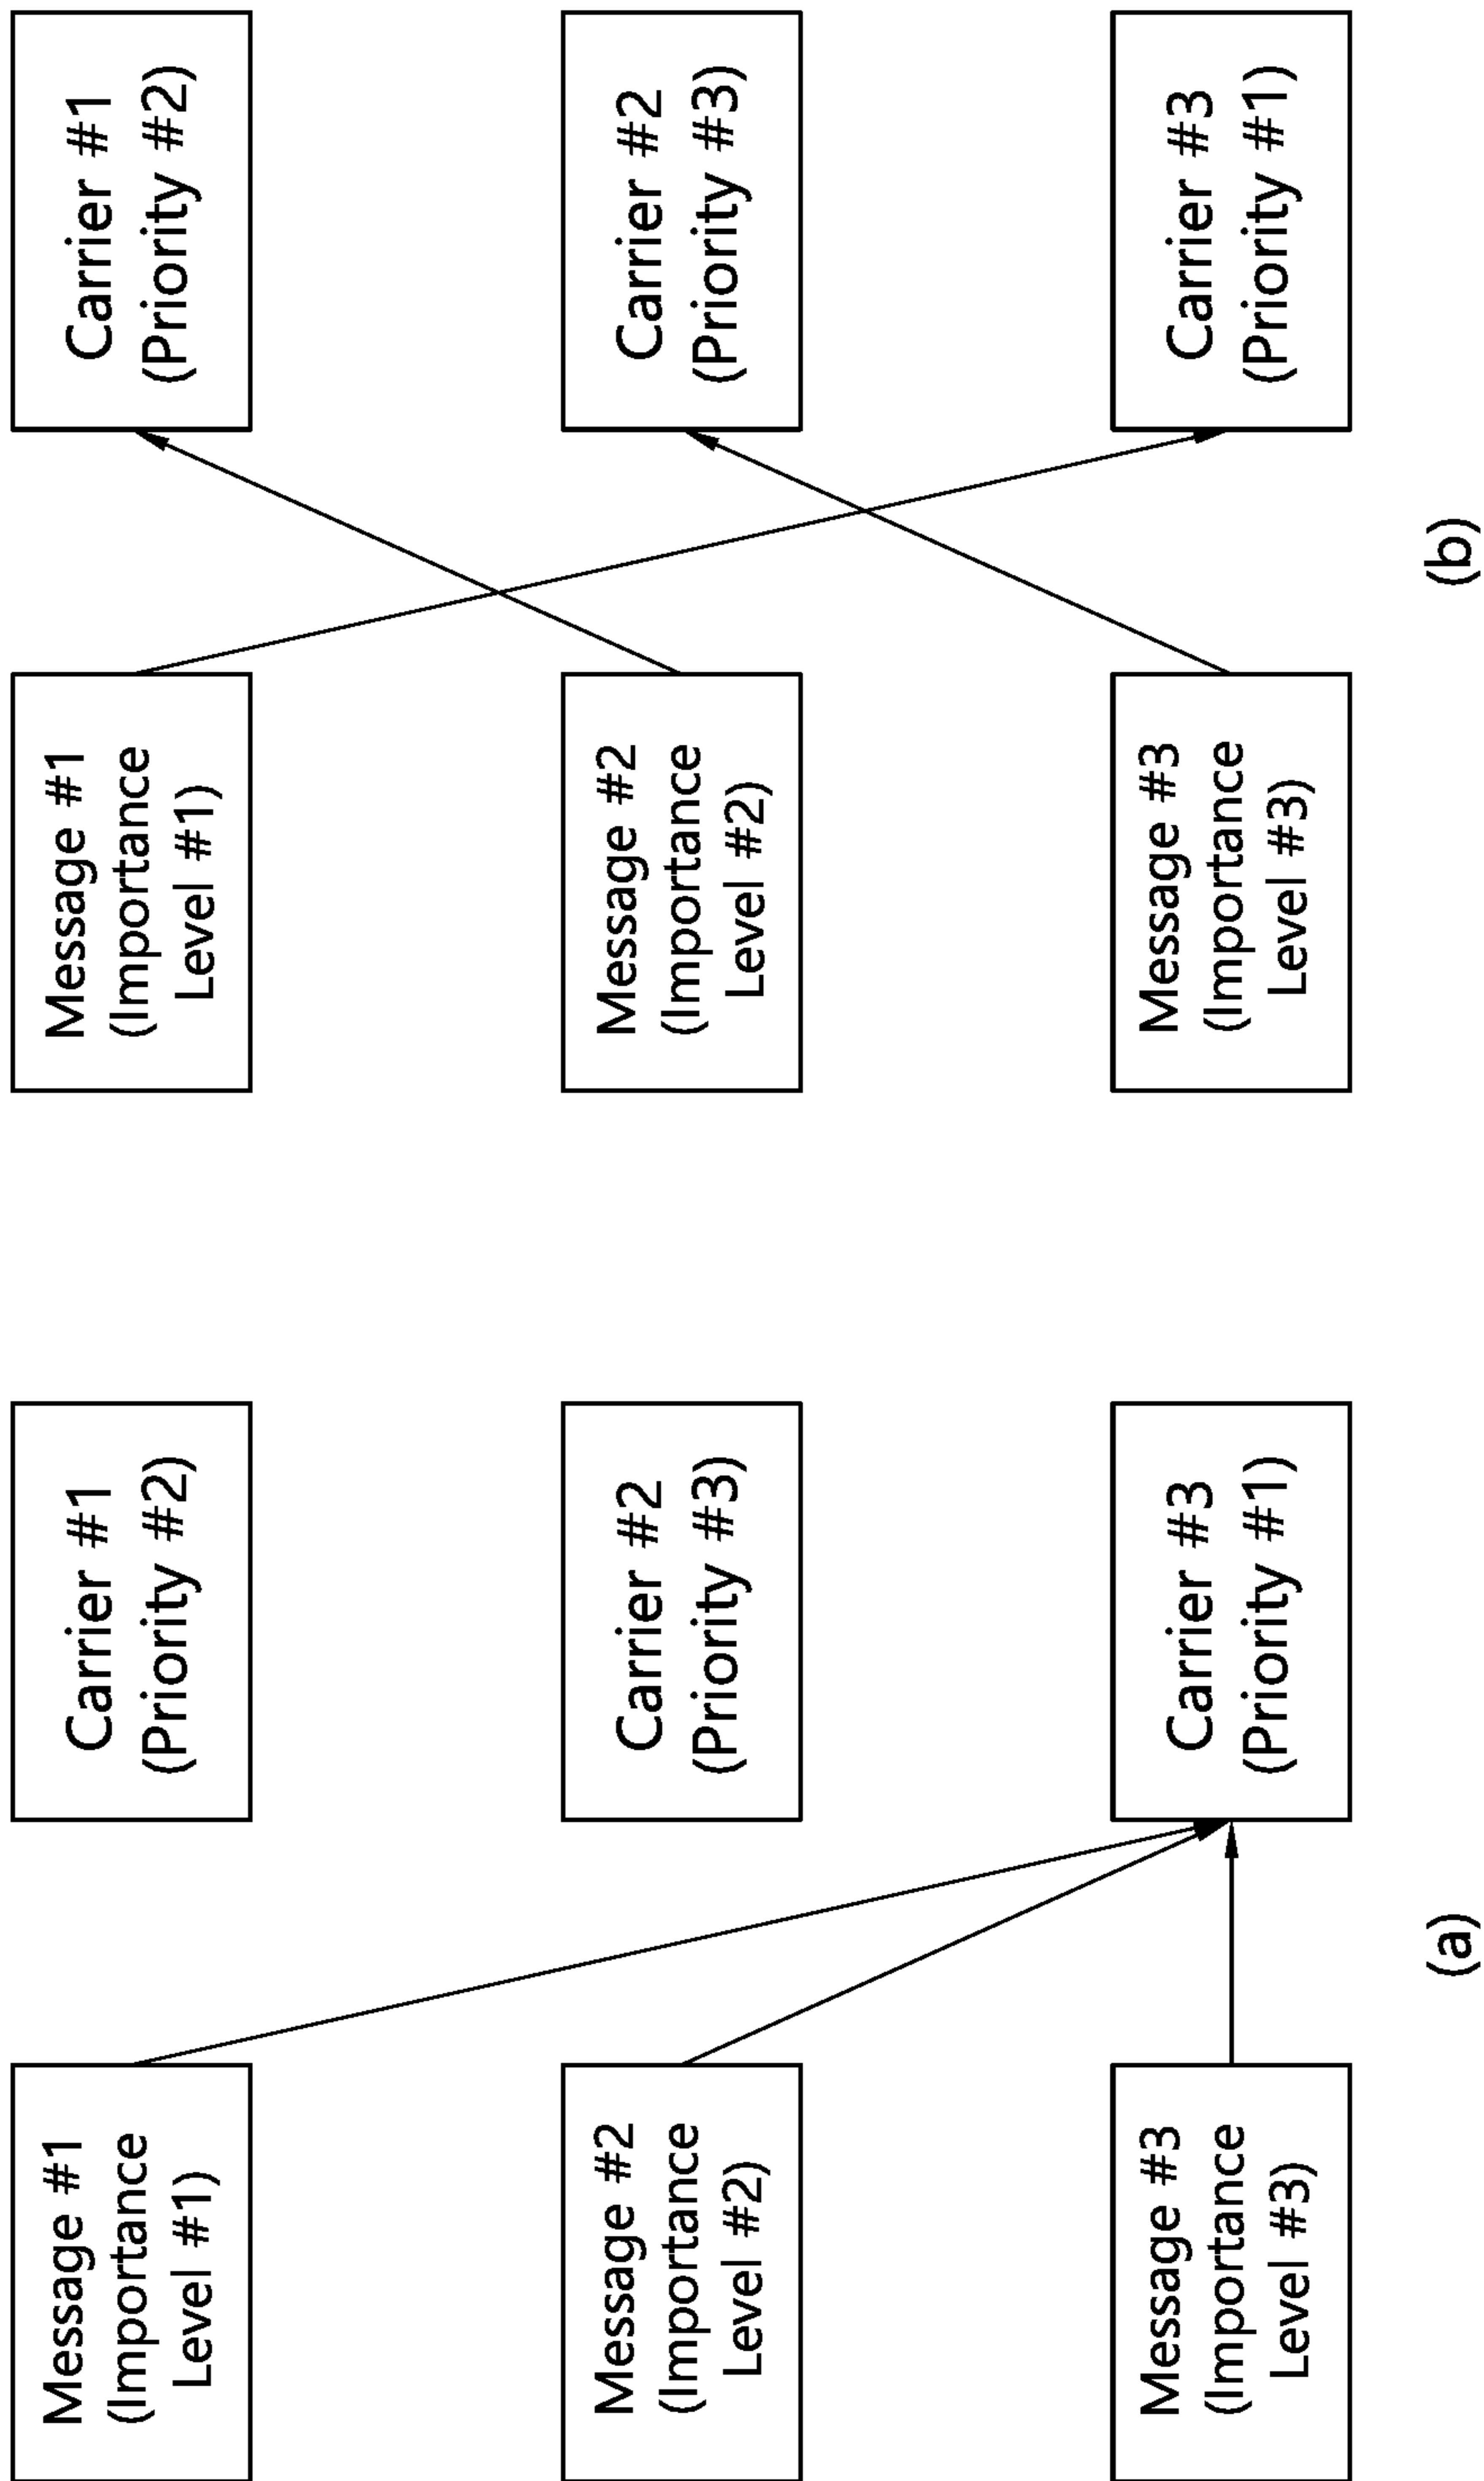 Message #1
(Importance
Level #1)
Carrier #1
(Priority #2)
Message #2
(Importance
Level #2)
Carrier #2
(Priority #3)
Message #3
(Importance
Level #3)
Carrier #3
(Priority #1)
(a)
Message #1
(Importance
Level #1)
Carrier #1
(Priority #2)
Message #2
(Importance
Level #2)
Carrier #2
(Priority #3)
Message #3
(Importance
Level #3)
Carrier #3
(Priority #1)
(b)